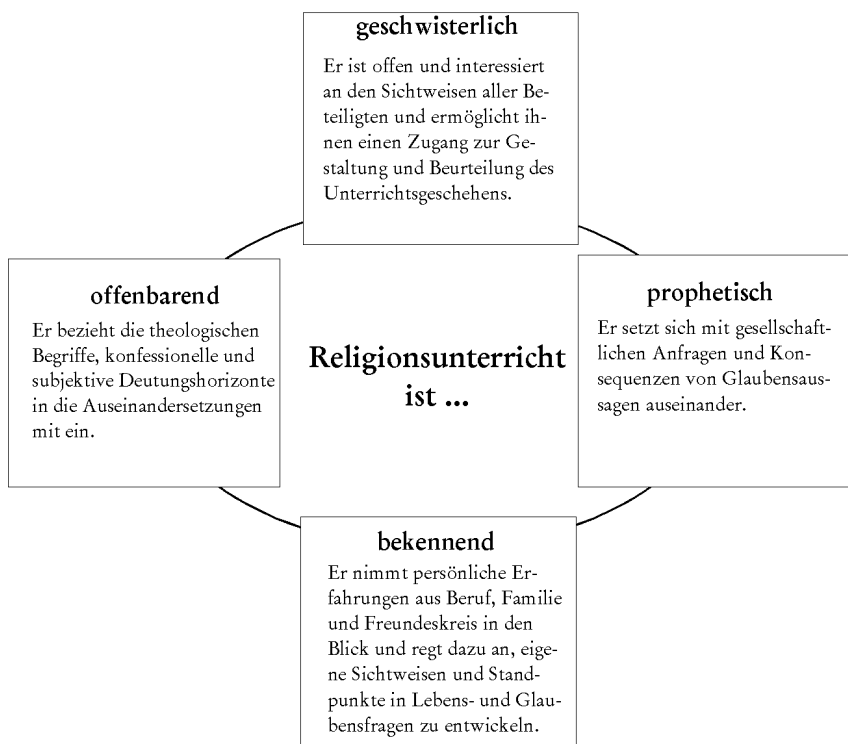 geschwisterlich
Er ist offen und interessiert
an den Sichtweisen aller Be-
teiligten und ermöglicht ih-
nen einen Zugang zur Ge-
staltung und Beurteilung des
Unterrichtsgeschehens.
offenbarend
Er bezieht die theologischen
Begriffe, konfessionelle und
subjektive Deutungshorizonte
in die Auseinandersetzungen
mit ein.
Religionsunterricht
ist ...
prophetisch
Er setzt sich mit gesellschaft-
lichen Anfragen und Kon-
sequenzen von Glaubensaus-
sagen auseinander.
bekennend
Er nimmt persönliche Er-
fahrungen aus Beruf, Familie
und Freundeskreis in den
Blick und regt dazu an, eige-
ne Sichtweisen und Stand-
punkte in Lebens- und Glau-
bensfragen zu entwickeln.